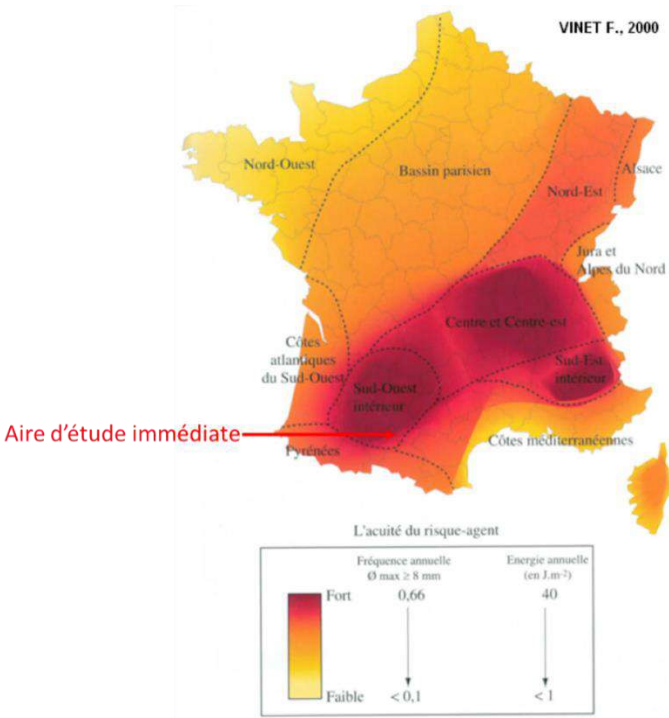 VINET F., 2000
Nord-Ouest
Bassin parisien
Alsace
Nord-Est
Jura et
Alpes du Nord
Centre et Centre-est
Côtes
atlantiques
du Sud-Ouest
Sud-Est
intérieur
Sud-Ouest
intérieur
Aire d'étude immédiate
Pyrénées
Côtes méditerranéennes
L'acuité du risque-agent
Fréquence annuelle
Ø max ≥ 8 mm
Energie annuelle
(en J.m-2)
Fort
0,66
40
Faible
< 0,1
< 1